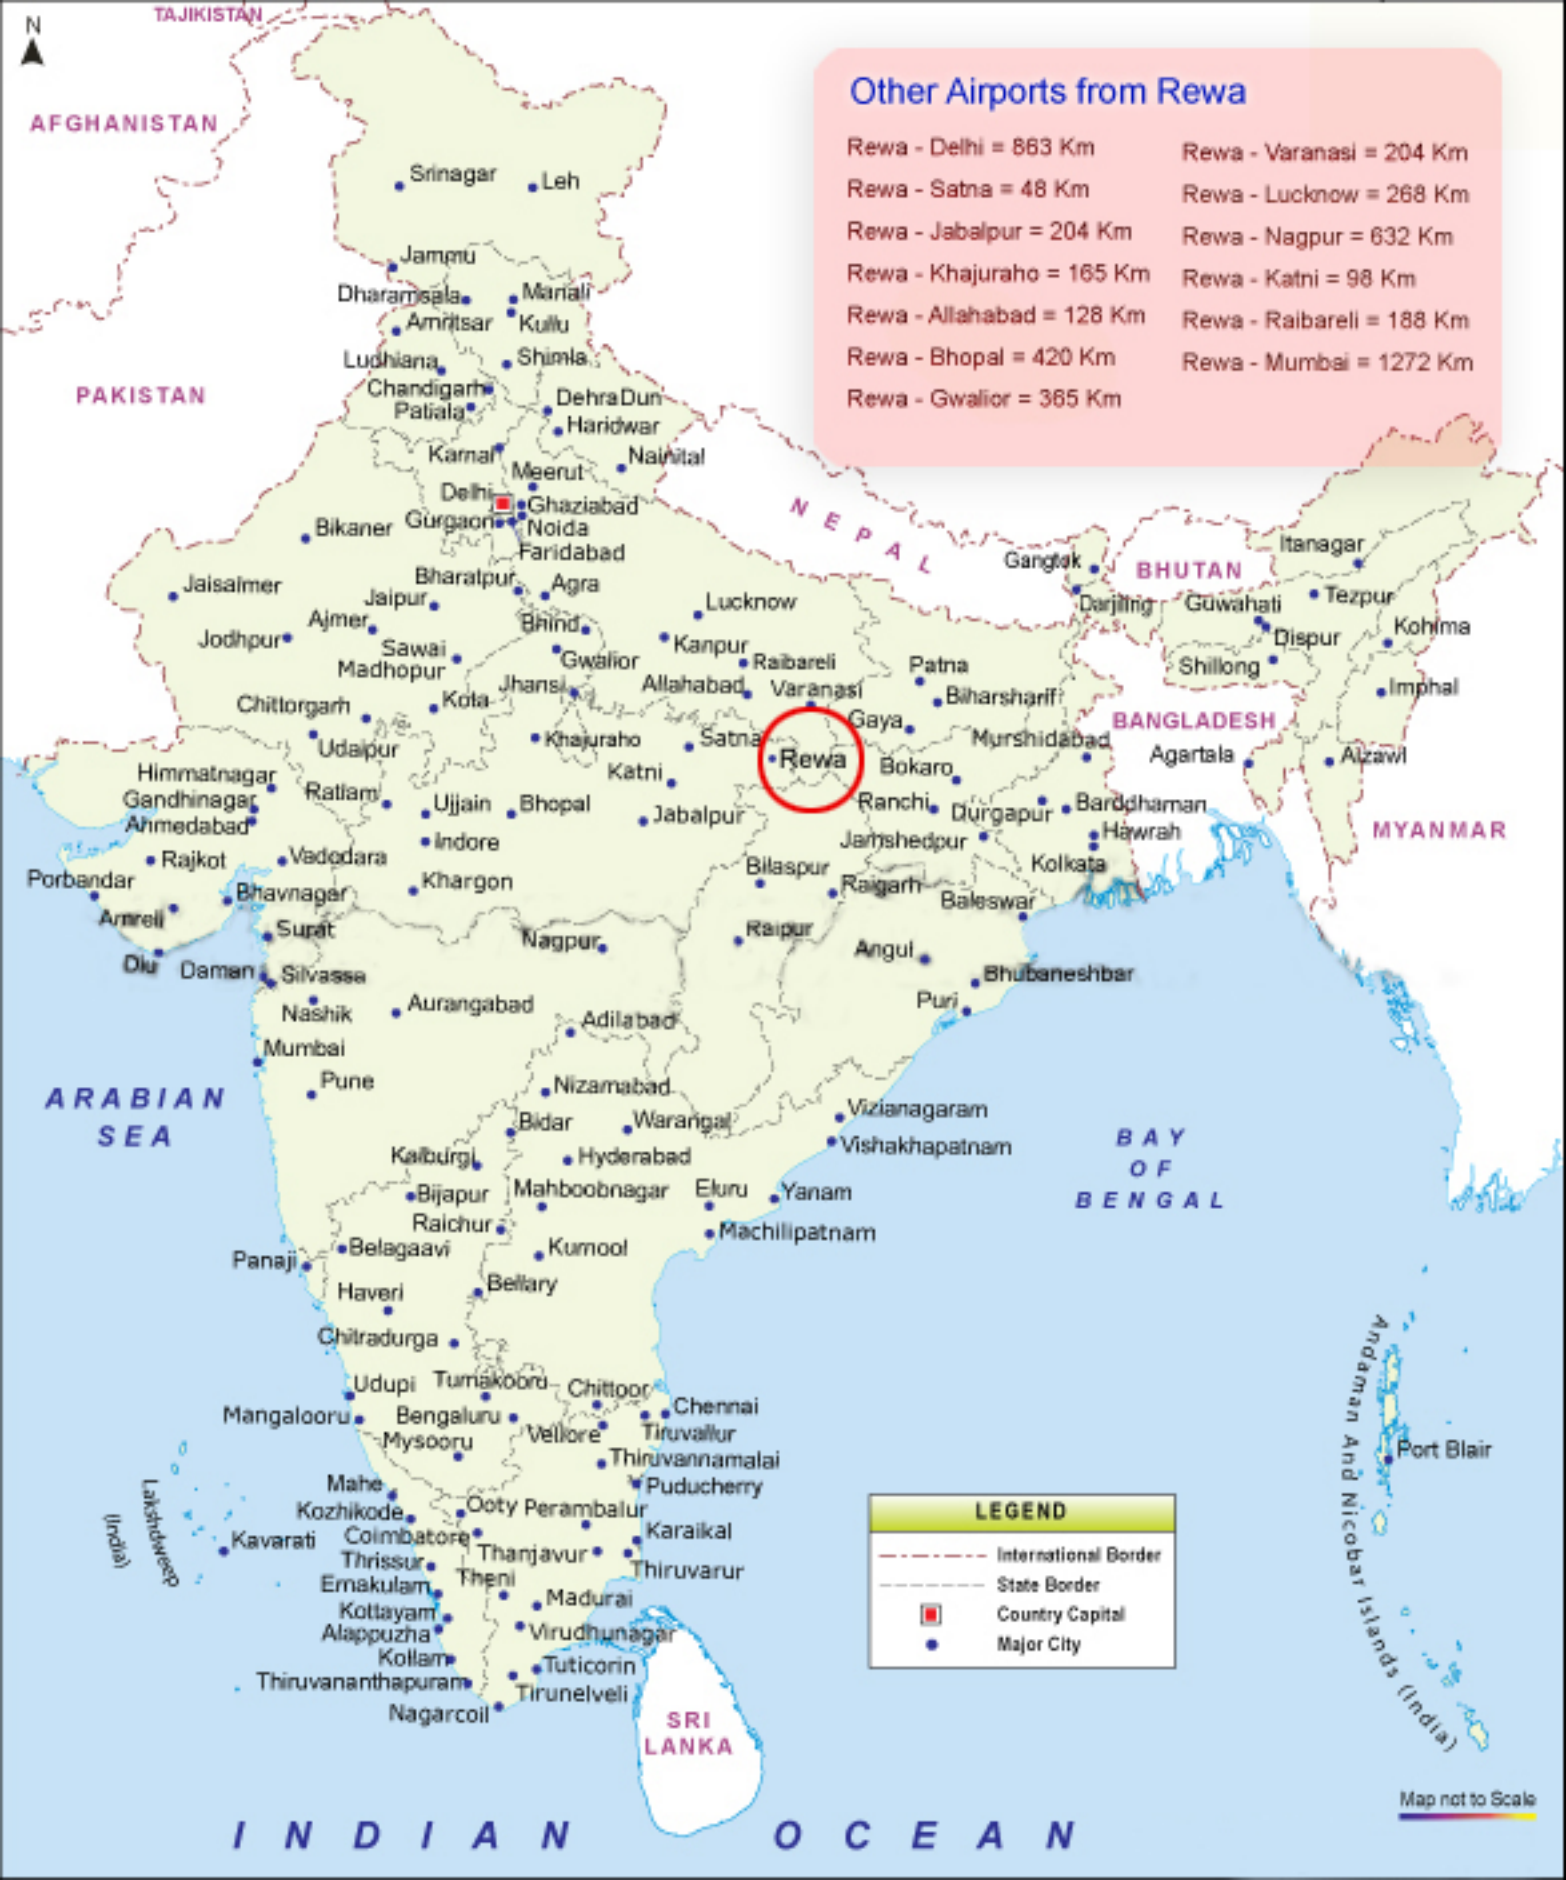 N
TAJIKISTAN
AFGHANISTAN
PAKISTAN
Other Airports from Rewa
Rewa - Delhi = 863 Km
Rewa - Satna = 48 Km
Rewa - Jabalpur = 204 Km
Rewa - Khajuraho = 165 Km
Rewa - Allahabad = 128 Km
Rewa - Bhopal = 420 Km
Rewa - Gwalior = 365 Km
Rewa - Varanasi = 204 Km
Rewa - Lucknow = 268 Km
Rewa - Nagpur = 632 Km
Rewa - Katni = 98 Km
Rewa - Raibareli = 188 Km
Rewa - Mumbai = 1272 Km
Srinagar
Leh
Jammu
Dharamsala
Manali
Amritsar
Kullu
Ludhiana
Shimla
Chandigarh
Patiala
DehraDun
Haridwar
Karnal
Nainital
Meerut
Delhi
Ghaziabad
Gurgaon
Noida
Faridabad
Bikaner
NEPAL
Gangtok
BHUTAN
Itanagar
Jaisalmer
Bharatpur
Agra
Jaipur
Lucknow
Darjiling
Guwahati
Tezpur
Ajmer
Bhind
Jodhpur
Sawai
Madhopur
Gwalior
Kanpur
Raibareli
Dispur
Kohima
Patna
Shillong
Jhansi
Allahabad
Varanasi
Biharsharif
Imphal
Chittorgarh
Kota
Gaya
BANGLADESH
Udaipur
Khajuraho
Satna
Rewa
Murshidabad
Agartala
Aizawl
Himmatnagar
Katni
Bokaro
Gandhinagar
Ratlam
Ujjain
Bhopal
Ranchi
Durgapur
Barddhaman
Ahmedabad
Jabalpur
Hawrah
MYANMAR
Indore
Jamshedpur
Rajkot
Vadodara
Kolkata
Porbandar
Bhavnagar
Khargon
Bilaspur
Raigarh
Baleswar
Amreli
Surat
Nagpur
Raipur
Angul
Diu
Daman
Silvassa
Bhubaneshbar
Nashik
Aurangabad
Puri
Adilabad
Mumbai
Pune
Nizamabad
ARABIAN
SEA
Bidar
Warangal
Vizianagaram
Vishakhapatnam
BAY
OF
BENGAL
Kalburgi
Hyderabad
Bijapur
Mahboobnagar
Eluru
Yanam
Raichur
Machilipatnam
Belagaavi
Kurnool
Panaji
Haveri
Bellary
Chitradurga
Udupi
Tumakooru
Chittoor
Mangalooru
Bengaluru
Chennai
Mysooru
Vellore
Tiruvallur
Thiruvannamalai
Mahe
Puducherry
Kozhikode
Ooty
Perambalur
Coimbatore
Karaikal
Thrissur
Thanjavur
Thiruvarur
Ernakulam
Theni
Kottayam
Madurai
Alappuzha
Virudhunagar
Kollam
Tuticorin
Thiruvananthapuram
Tirunelveli
Nagarcoil
Lakshdweep
(India)
Kavarati
SRI
LANKA
Andaman And Nicobar Islands (India)
Port Blair
LEGEND
International Border
State Border
Country Capital
Major City
Map not to Scale
INDIAN OCEAN